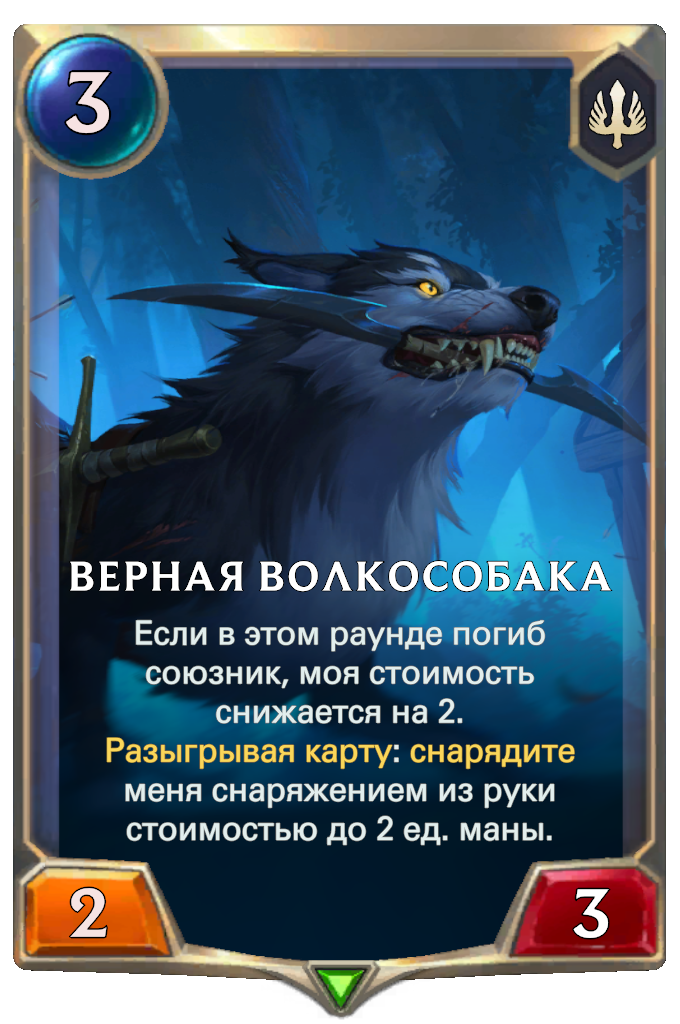 3
ВЕРНАЯ ВОЛКОСОБАКА
Если в этом раунде погиб
союзник, моя стоимость
снижается на 2.
Разыгрывая карту: снарядите
меня снаряжением из руки
стоимостью до 2 ед. маны.
2
3